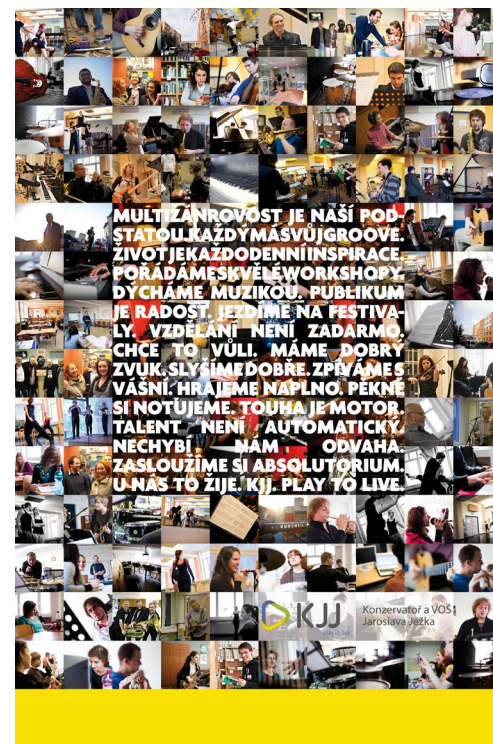 MULTIŽÁNROVOST JE NAŠÍ POD-
STATOU. KAŽDÝ MÁ SVŮJ GROOVE.
ŽIVOT JE KAŽDODENNÍ INSPIRACE.
POŘÁDÁME SKVĚLÉ WORKSHOPY.
DÝCHÁME MUZIKOU. PUBLIKUM
JE RADOST. JEZDÍME NA FESTIVA-
LY. VZDĚLÁNÍ NENÍ ZADARMO.
CHCE TO VŮLI. MÁME DOBRÝ
ZVUK. SLYŠÍME DOBŘE. ZPÍVÁME S
VÁŠNÍ. HRAJEME NAPLNO. PĚKNĚ
SI NOTUJEME. TOUHA JE MOTOR.
TALENT NENÍ AUTOMATICKÝ.
NECHYBÍ NÁM ODVAHA.
ZASLOUŽÍME SI ABSOLUTORIUM.
U NÁS TO ŽIJE. KJJ. PLAY TO LIVE.
KJJ
play to live
Konzervatoř a VOŠ
Jaroslava Ježka